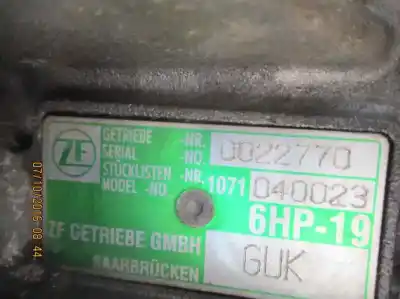 ZF
GETRIEBE -NR.
SERIAL -NO. 0022770
STÜCKLISTEN -NR.
MODEL -NO. 1071 040023
6HP-19
ZF GETRIEBE GMBH
SAARBRÜCKEN GUK
07/10/2016 08:44